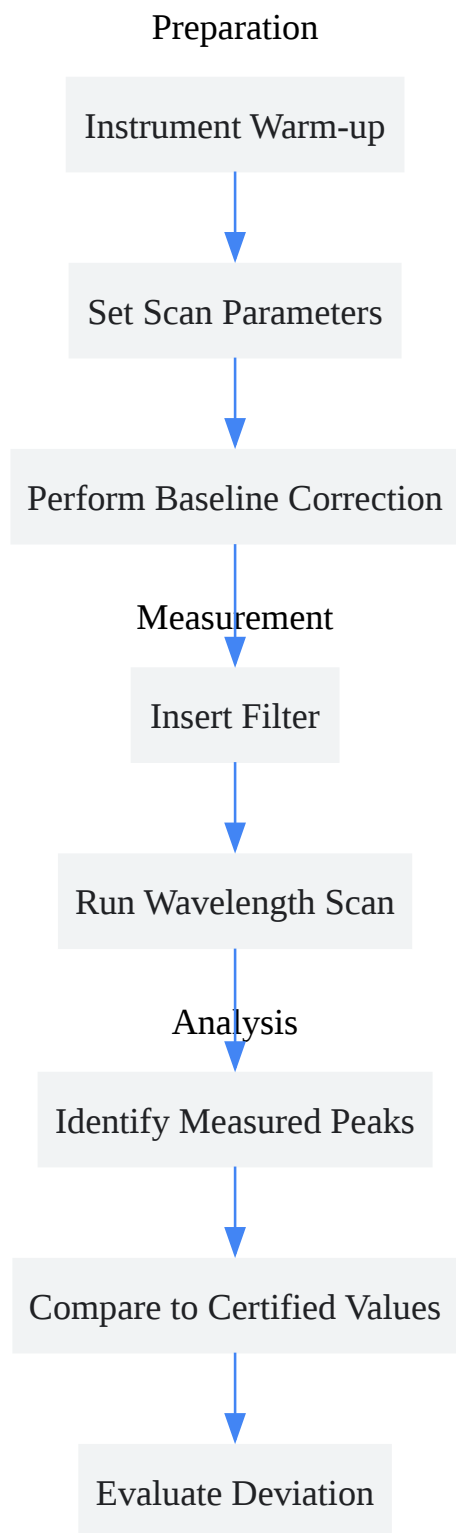 Preparation
Instrument Warm-up
Set Scan Parameters
Perform Baseline Correction
Measurement
Insert Filter
Run Wavelength Scan
Analysis
Identify Measured Peaks
Compare to Certified Values
Evaluate Deviation